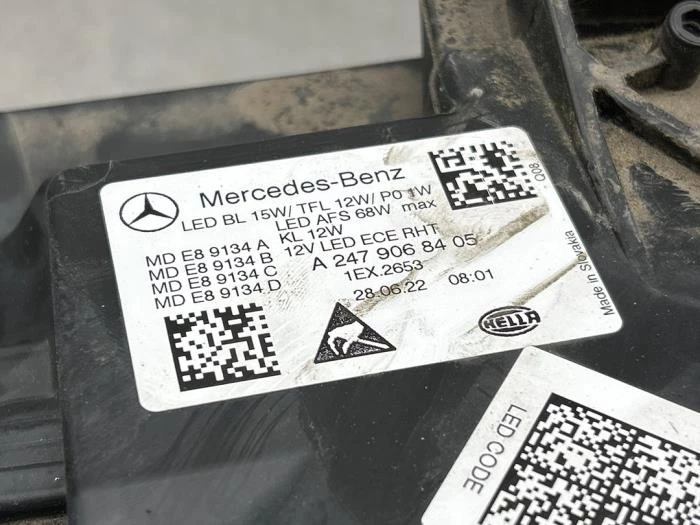 Mercedes-Benz
LED BL 15W/ TFL 12W/ PO 1W
LED AFS 68W max
KL 12W
12V LED ECE RHT
A 247 906 84 05
1EX.2653
28.06.22 08:01
MD E8 9134 A
MD E8 9134 B
MD E8 9134 C
MD E8 9134 D
008
HELLA
Made in Slovakia
LED CODE